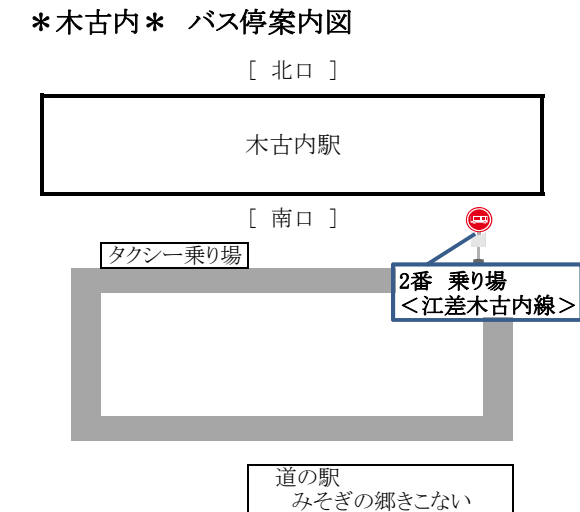 ＊木古内＊　バス停案内図
［　北口　］
木古内駅
［　南口　］
タクシー乗り場
2番　乗り場
＜江差木古内線＞
道の駅
みそぎの郷きこない